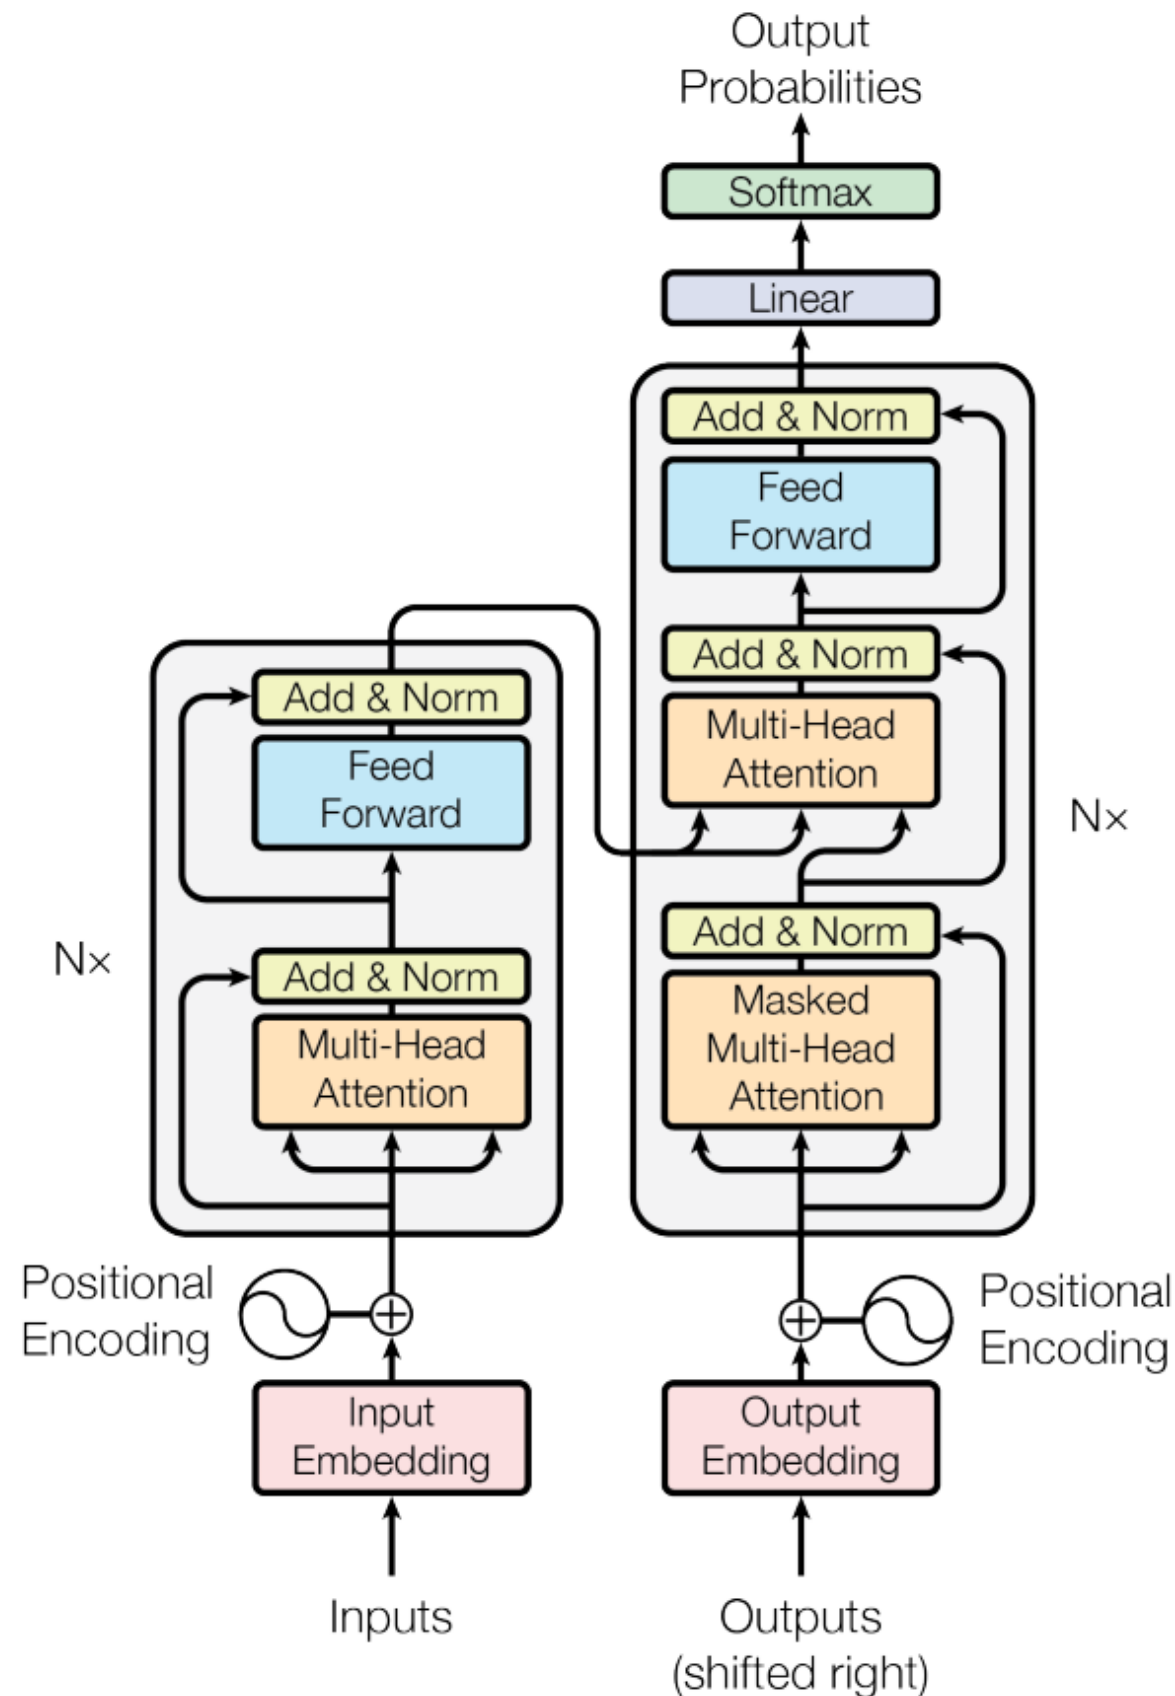 Output
Probabilities
Softmax
Linear
Add & Norm
Feed
Forward
Add & Norm
Multi-Head
Attention
Add & Norm
Masked
Multi-Head
Attention
N×
Add & Norm
Feed
Forward
Add & Norm
Multi-Head
Attention
N×
Positional
Encoding
Input
Embedding
Inputs
Positional
Encoding
Output
Embedding
Outputs
(shifted right)